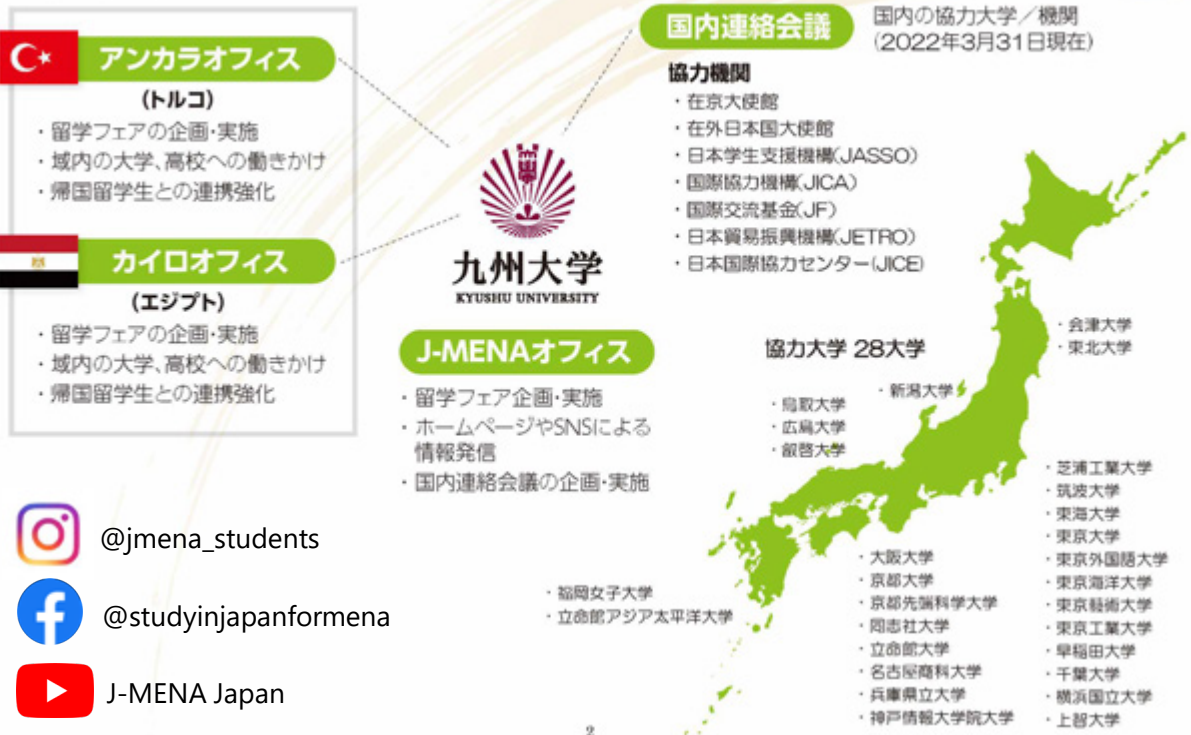 アンカラオフィス
(トルコ)
・留学フェアの企画・実施
・域内の大学、高校への働きかけ
・帰国留学生との連携強化
カイロオフィス
(エジプト)
・留学フェアの企画・実施
・域内の大学、高校への働きかけ
・帰国留学生との連携強化
九州大学
KYUSHU UNIVERSITY
J-MENAオフィス
・留学フェア企画・実施
・ホームページやSNSによる
情報発信
・国内連絡会議の企画・実施
国内連絡会議
国内の協力大学／機関
(2022年3月31日現在)
協力機関
・在京大使館
・在外日本国大使館
・日本学生支援機構(JASSO)
・国際協力機構(JICA)
・国際交流基金(JF)
・日本貿易振興機構(JETRO)
・日本国際協力センター(JICE)
協力大学 28大学
・会津大学
・東北大学
・新潟大学
・鳥取大学
・広島大学
・叡啓大学
・芝浦工業大学
・筑波大学
・東海大学
・東京大学
・東京外国語大学
・東京海洋大学
・東京藝術大学
・東京工業大学
・早稲田大学
・千葉大学
・横浜国立大学
・上智大学
・大阪大学
・京都大学
・京都先端科学大学
・同志社大学
・立命館大学
・名古屋商科大学
・兵庫県立大学
・神戸情報大学院大学
・福岡女子大学
・立命館アジア太平洋大学
@jmena_students
@studyinjapanformena
J-MENA Japan
2